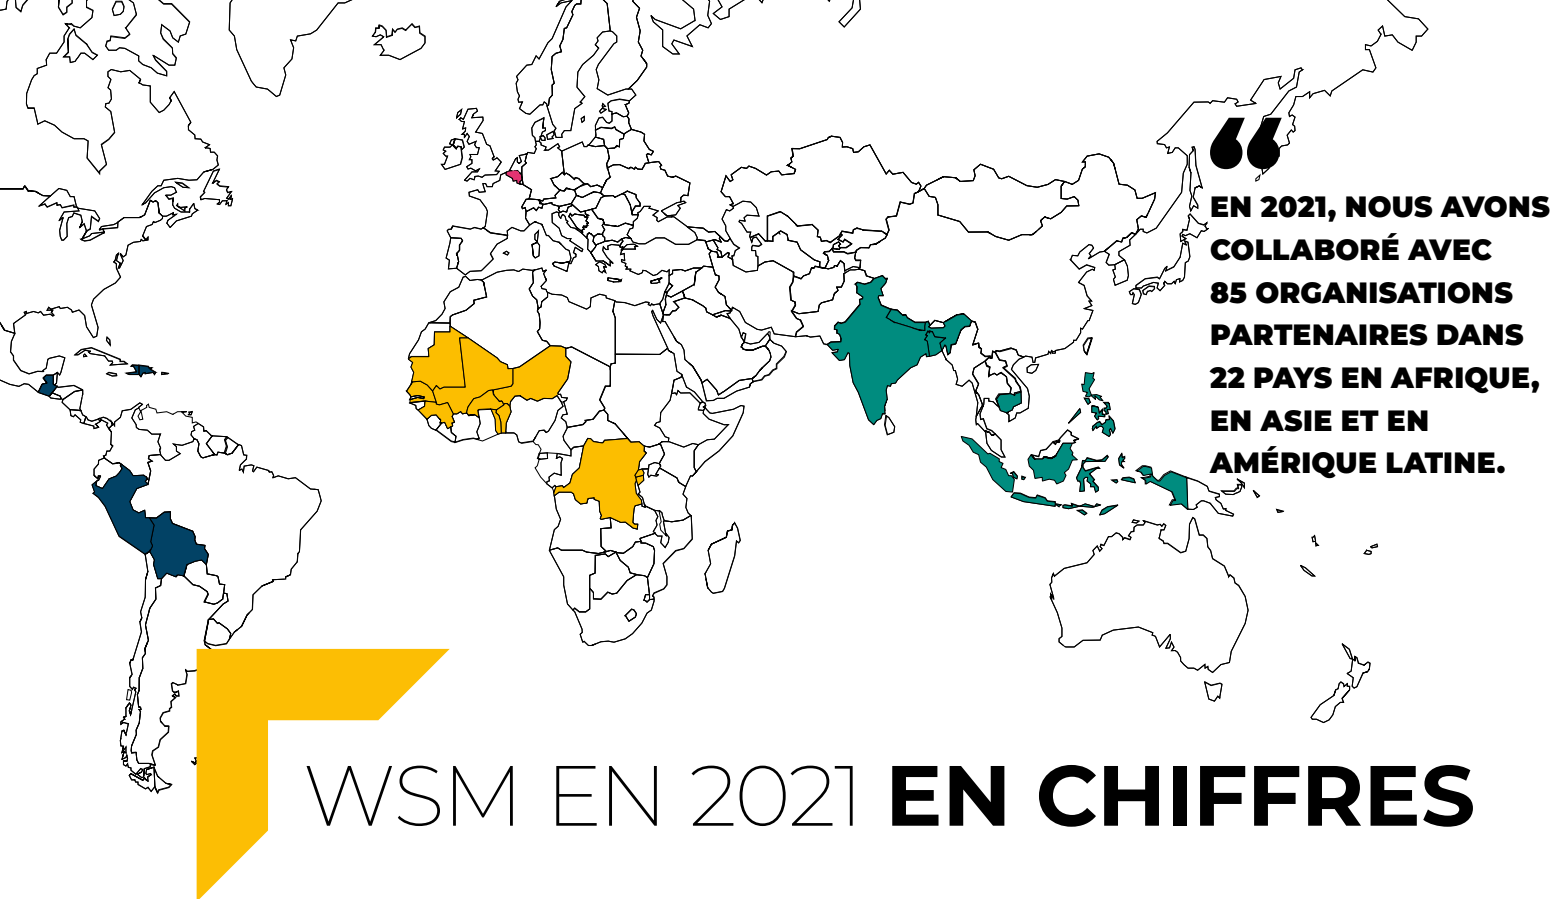 “
EN 2021, NOUS AVONS
COLLABORÉ AVEC
85 ORGANISATIONS
PARTENAIRES DANS
22 PAYS EN AFRIQUE,
EN ASIE ET EN
AMÉRIQUE LATINE.
WSM EN 2021 EN CHIFFRES